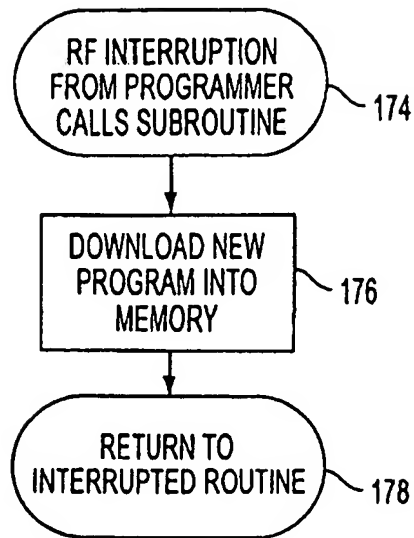 RF INTERRUPTION
FROM PROGRAMMER
CALLS SUBROUTINE
174
DOWNLOAD NEW
PROGRAM INTO
MEMORY
176
RETURN TO
INTERRUPTED ROUTINE
178